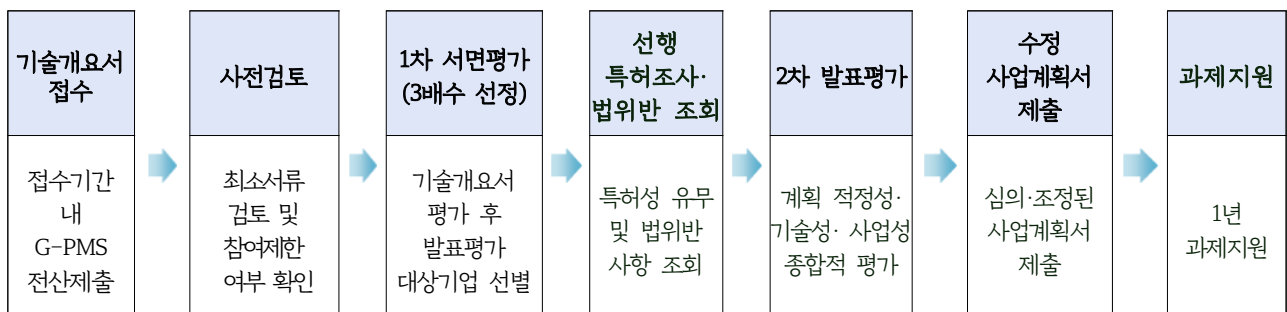 기술개요서
접수
접수기간
내
G-PMS
전산제출
사전검토
최소서류
검토 및
참여제한
여부 확인
1차 서면평가
(3배수 선정)
기술개요서
평가 후
발표평가
대상기업 선별
선행
특허조사·
법위반 조회
특허성 유무
및 법위반
사항 조회
2차 발표평가
계획 적정성·
기술성· 사업성
종합적 평가
수정
사업계획서
제출
심의·조정된
사업계획서
제출
과제지원
1년
과제지원